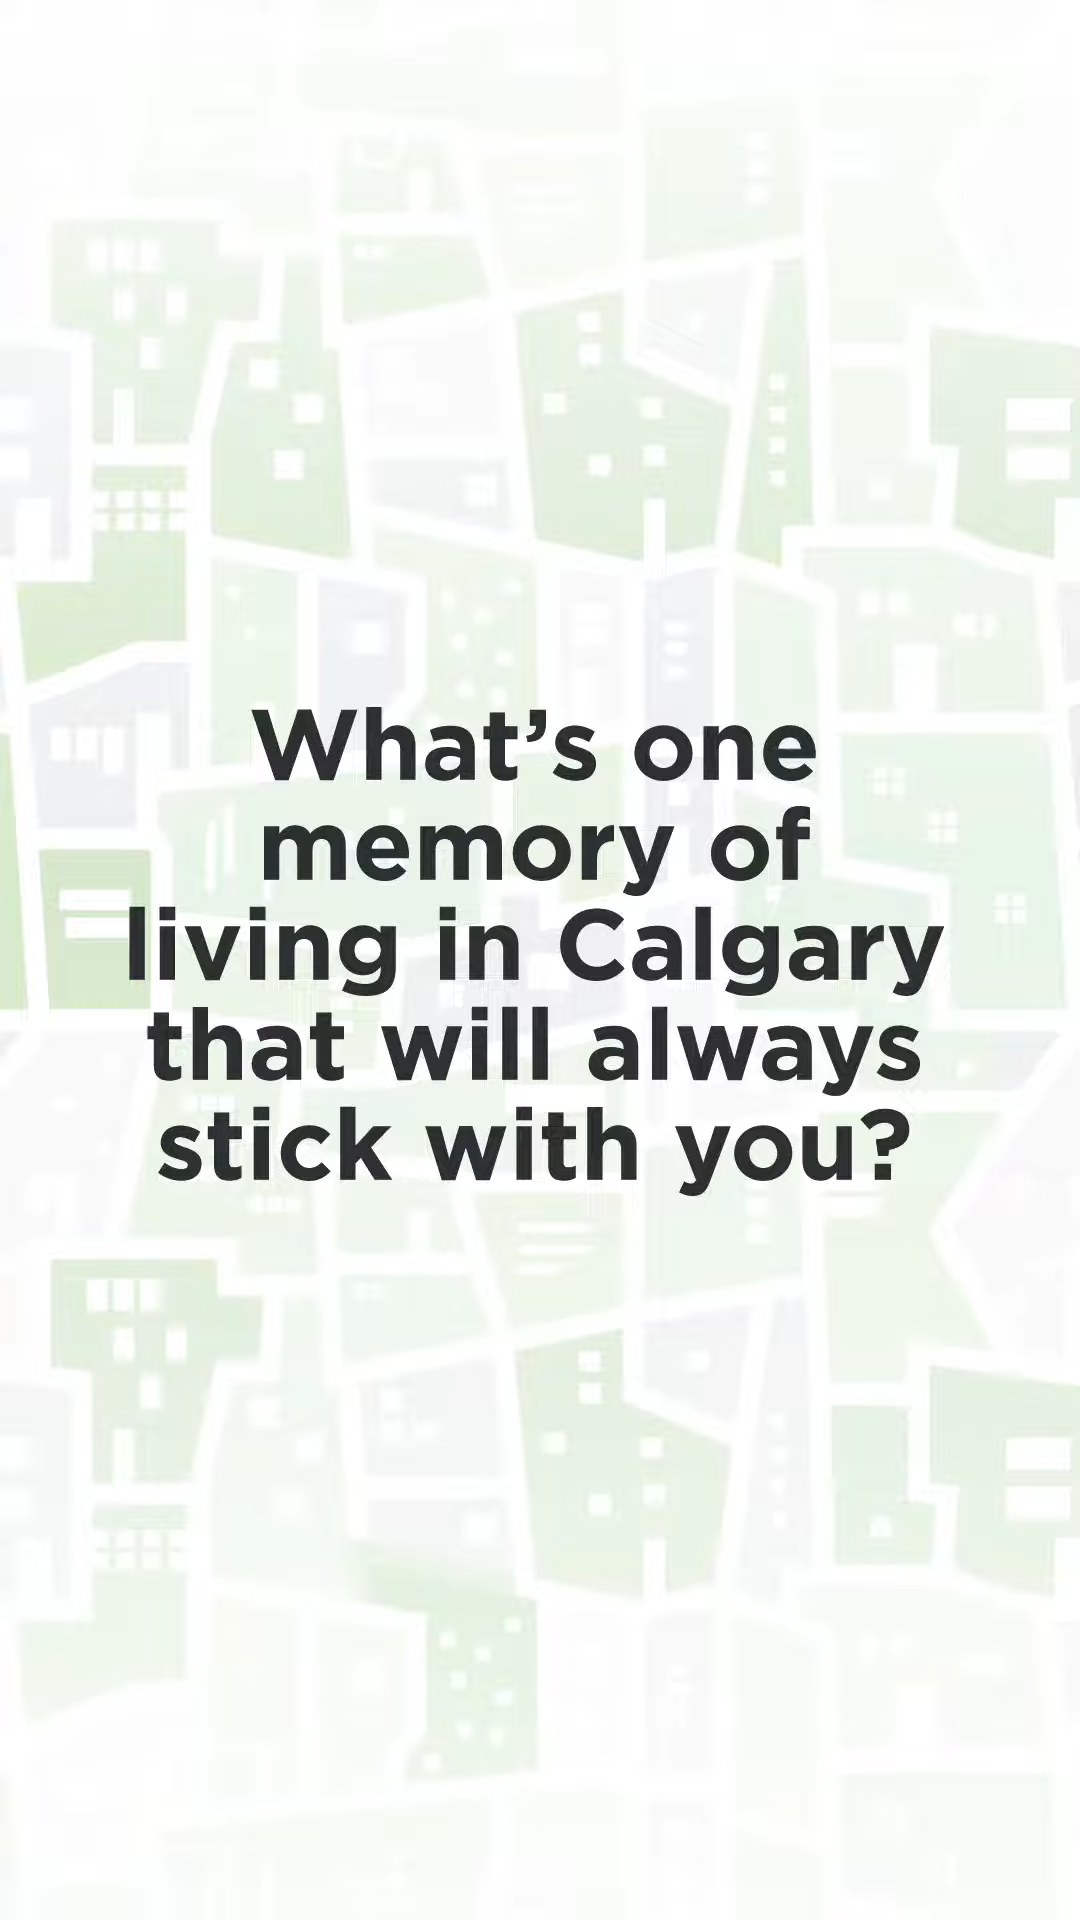 What’s one
memory of
living in Calgary
that will always
stick with you?